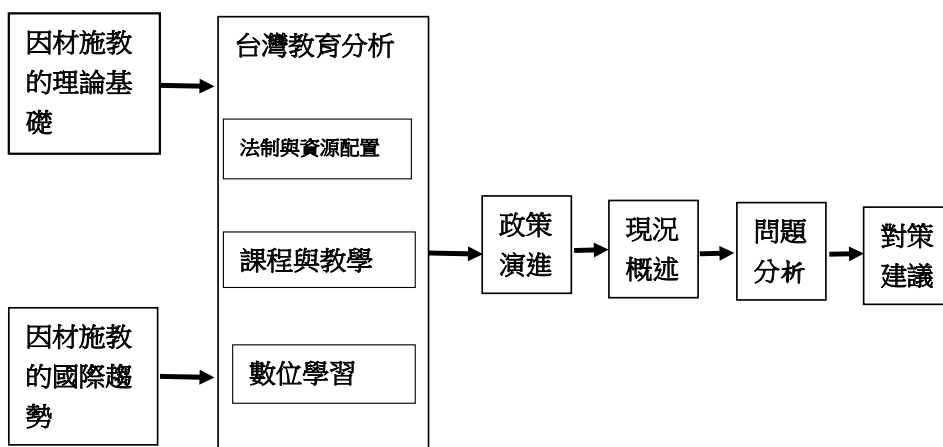 因材施教
的理論基
礎
台灣教育分析
法制與資源配置
課程與教學
數位學習
因材施教
的國際趨
勢
政策
演進
現況
概述
問題
分析
對策
建議